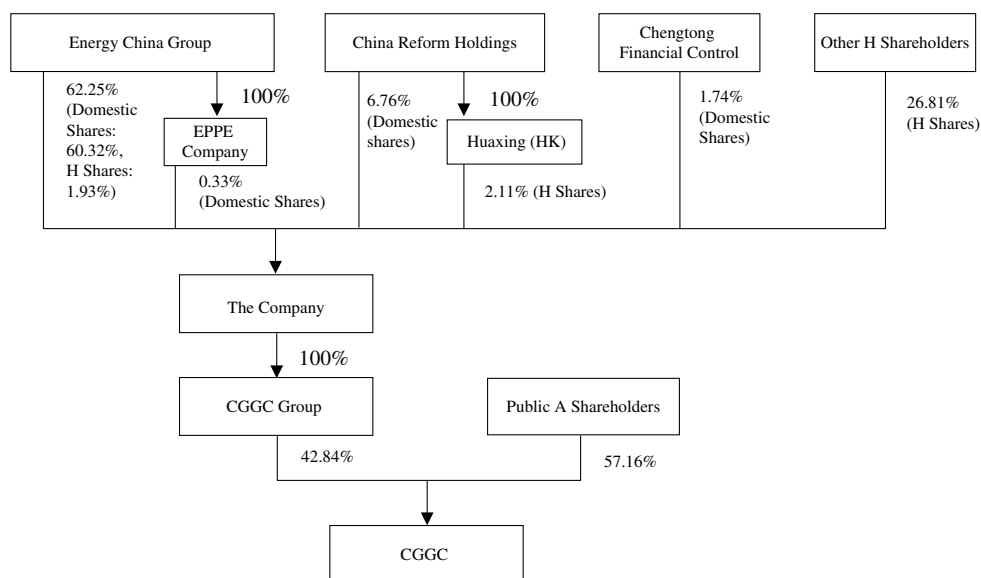 Energy China Group
China Reform Holdings
Chengtong
Financial Control
Other H Shareholders
62.25%
(Domestic
Shares:
60.32%,
H Shares:
1.93%)
100%
EPPE
Company
0.33%
(Domestic Shares)
6.76%
(Domestic
shares)
100%
Huaxing (HK)
2.11% (H Shares)
1.74%
(Domestic
Shares)
26.81%
(H Shares)
The Company
100%
CGGC Group
Public A Shareholders
42.84%
57.16%
CGGC